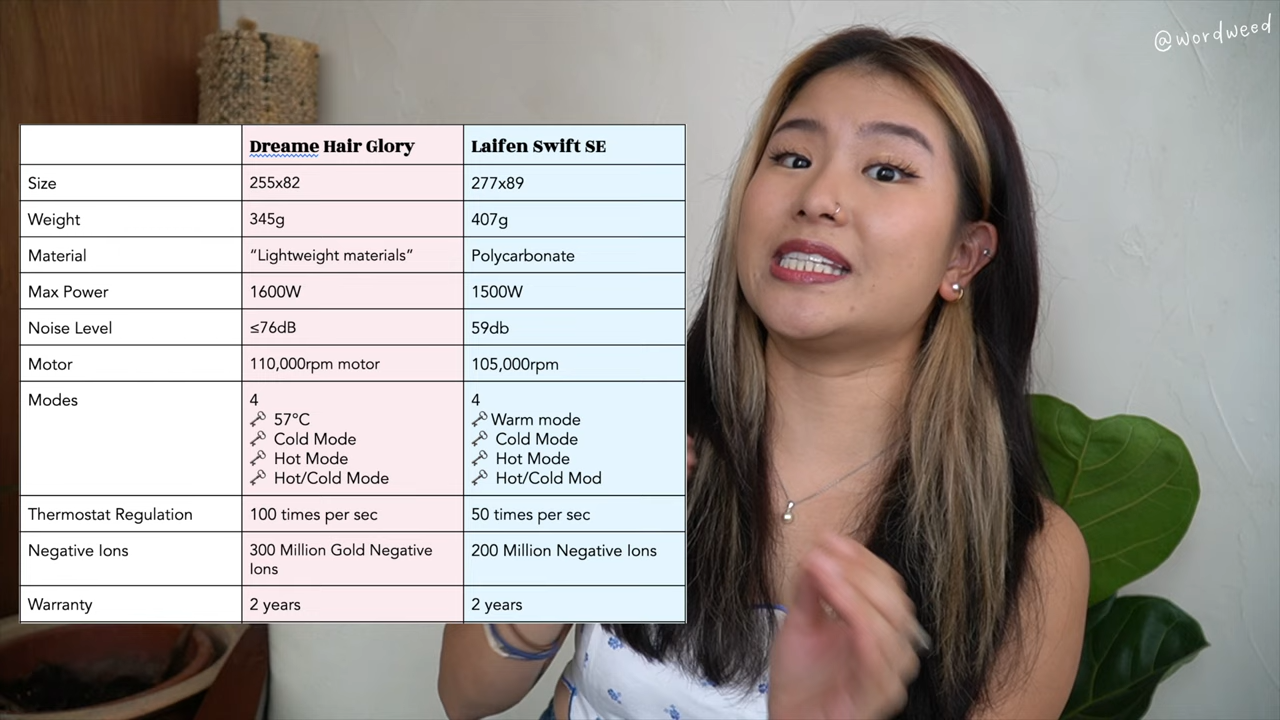 @wordweed
Dreame Hair Glory Laifen Swift SE
Size 255x82 277x89
Weight 345g 407g
Material “Lightweight materials” Polycarbonate
Max Power 1600W 1500W
Noise Level ≤76dB 59db
Motor 110,000rpm motor 105,000rpm
Modes 4 4
57°C Warm mode
Cold Mode Cold Mode
Hot Mode Hot Mode
Hot/Cold Mode Hot/Cold Mod
Thermostat Regulation 100 times per sec 50 times per sec
Negative Ions 300 Million Gold Negative 200 Million Negative Ions
Ions
Warranty 2 years 2 years